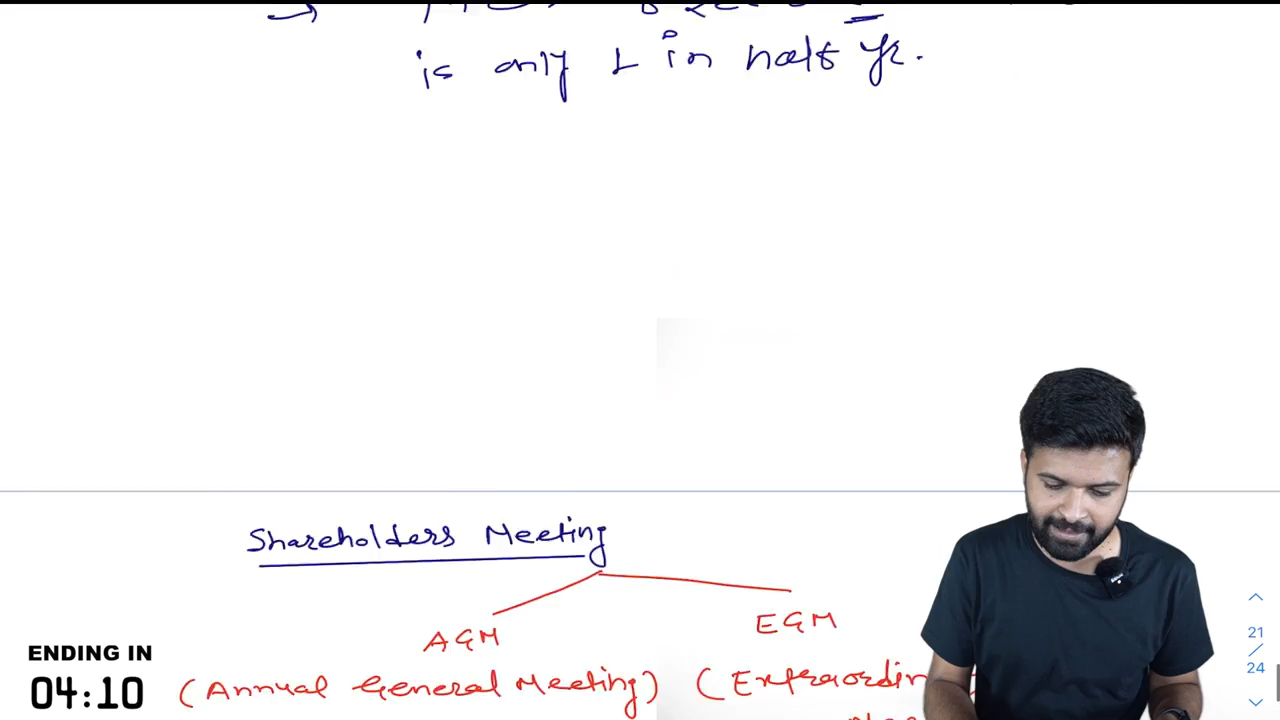 is only 1 in half yr.
Shareholders Meeting
AGM
EGM
(Annual General Meeting)
(Extraordin
ENDING IN
04:10
21
/
24